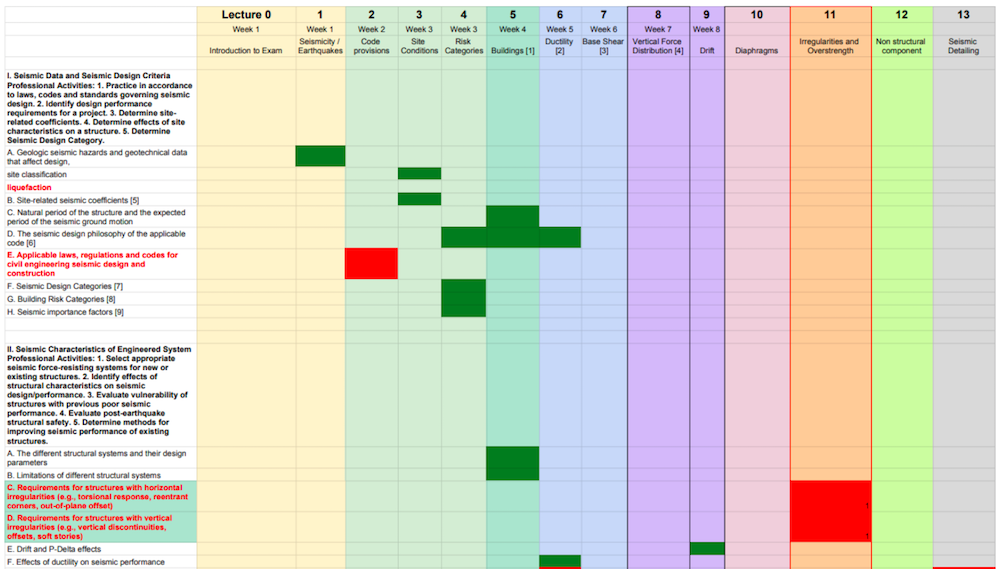 Lecture 0 1 2 3 4 5 6 7 8 9 10 11 12 13
Week 1 Week 1 Week 2 Week 3 Week 3 Week 4 Week 5 Week 6 Week 7 Week 8
Introduction to Exam
Seismicity /
Earthquakes
Code
provisions
Site
Conditions
Risk
Categories
Buildings [1]
Ductility
[2]
Base Shear
[3]
Vertical Force
Distribution [4]
Drift
Diaphragms
Irregularities and
Overstrength
Non structural
component
Seismic
Detailing
I. Seismic Data and Seismic Design Criteria
Professional Activities: 1. Practice in accordance
to laws, codes and standards governing seismic
design. 2. Identify design performance
requirements for a project. 3. Determine site-
related coefficients. 4. Determine effects of site
characteristics on a structure. 5. Determine
Seismic Design Category.
A. Geologic seismic hazards and geotechnical data
that affect design,
site classification
liquefaction
B. Site-related seismic coefficients [5]
C. Natural period of the structure and the expected
period of the seismic ground motion
D. The seismic design philosophy of the applicable
code [6]
E. Applicable laws, regulations and codes for
civil engineering seismic design and
construction
F. Seismic Design Categories [7]
G. Building Risk Categories [8]
H. Seismic importance factors [9]
II. Seismic Characteristics of Engineered System
Professional Activities: 1. Select appropriate
seismic force-resisting systems for new or
existing structures. 2. Identify effects of
structural characteristics on seismic
design/performance. 3. Evaluate vulnerability of
structures with previous poor seismic
performance. 4. Evaluate post-earthquake
structural safety. 5. Determine methods for
improving seismic performance of existing
structures.
A. The different structural systems and their design
parameters
B. Limitations of different structural systems
C. Requirements for structures with horizontal
irregularities (e.g., torsional response, reentrant
corners, out-of-plane offset)
1
D. Requirements for structures with vertical
irregularities (e.g., vertical discontinuities,
offsets, soft stories)
1
E. Drift and P-Delta effects
F. Effects of ductility on seismic performance